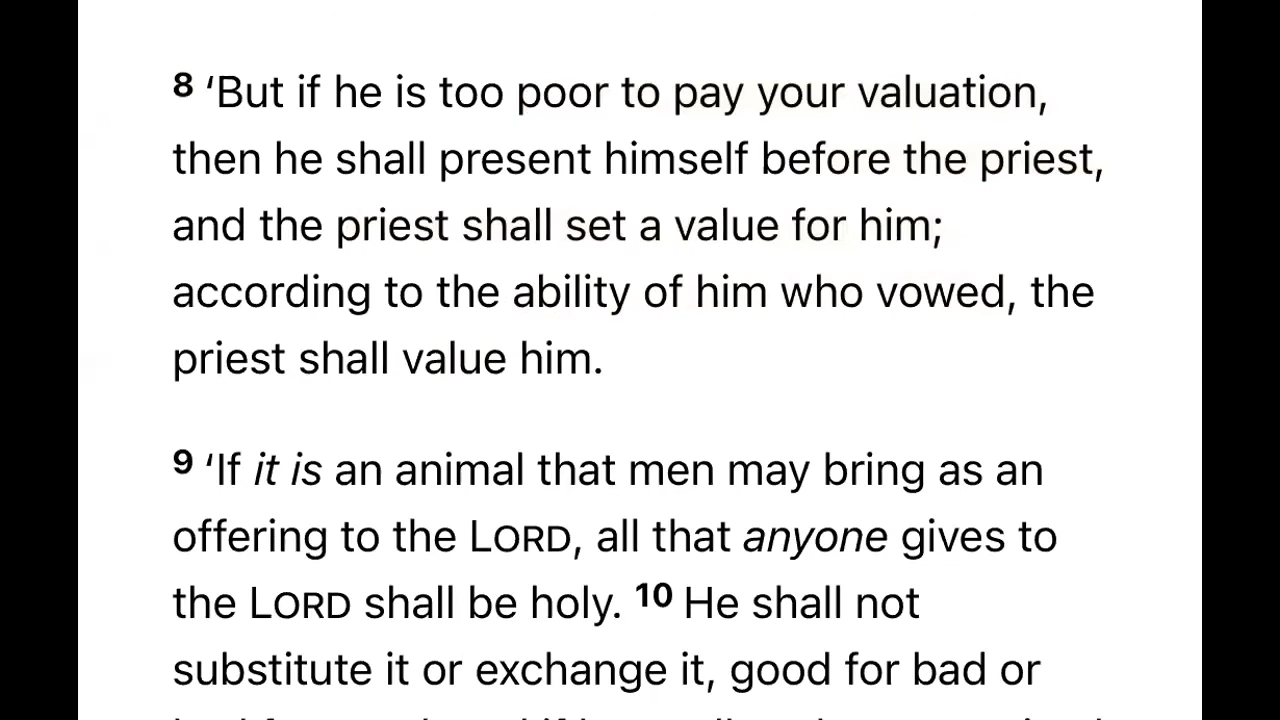 8 ‘But if he is too poor to pay your valuation,
then he shall present himself before the priest,
and the priest shall set a value for him;
according to the ability of him who vowed, the
priest shall value him.
9 ‘If it is an animal that men may bring as an
offering to the LORD, all that anyone gives to
the LORD shall be holy. 10 He shall not
substitute it or exchange it, good for bad or